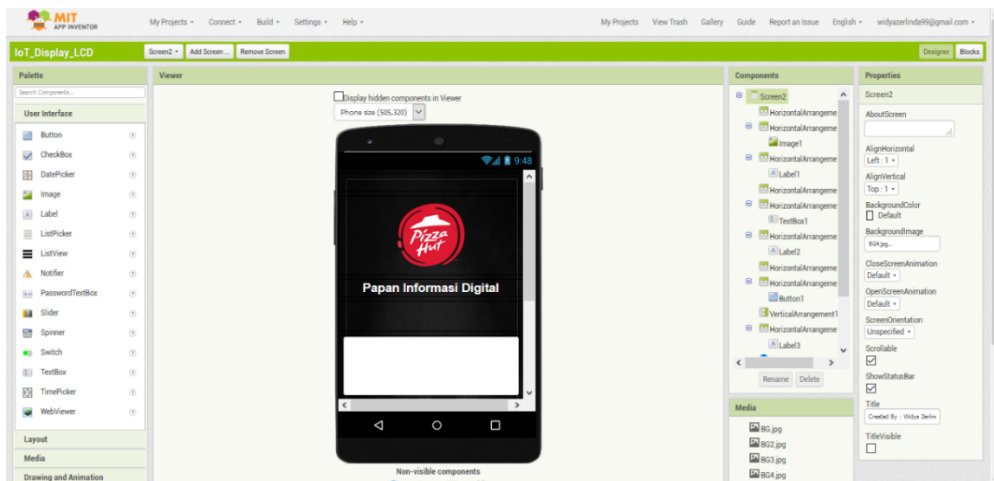 MIT
APP INVENTOR
My Projects
Connect
Build
Settings
Help
My Projects
View Trash
Gallery
Guide
Report an Issue
English
widyazerlinda99@gmail.com
IoT_Display_LCD
Screen2
Add Screen ...
Remove Screen
Designer
Blocks
Palette
Search Components...
User Interface
Button
CheckBox
DatePicker
Image
Label
ListPicker
ListView
Notifier
PasswordTextBox
Slider
Spinner
Switch
TextBox
TimePicker
WebViewer
Layout
Media
Drawing and Animation
Viewer
Display hidden components in Viewer
Phone size (505,320)
9:48
Pizza
Hut
Papan Informasi Digital
Non-visible components
Components
Screen2
HorizontalArrangeme
HorizontalArrangeme
Image1
HorizontalArrangeme
Label1
HorizontalArrangeme
HorizontalArrangeme
TextBox1
HorizontalArrangeme
Label2
HorizontalArrangeme
HorizontalArrangeme
Button1
VerticalArrangement1
HorizontalArrangeme
Label3
Rename
Delete
Media
BG.jpg
BG2.jpg
BG3.jpg
BG4.jpg
Properties
Screen2
AboutScreen
AlignHorizontal
Left : 1
AlignVertical
Top : 1
BackgroundColor
Default
BackgroundImage
BG4.jpg...
CloseScreenAnimation
Default
OpenScreenAnimation
Default
ScreenOrientation
Unspecified
Scrollable
ShowStatusBar
Title
Created By : Widya Zerlin
TitleVisible